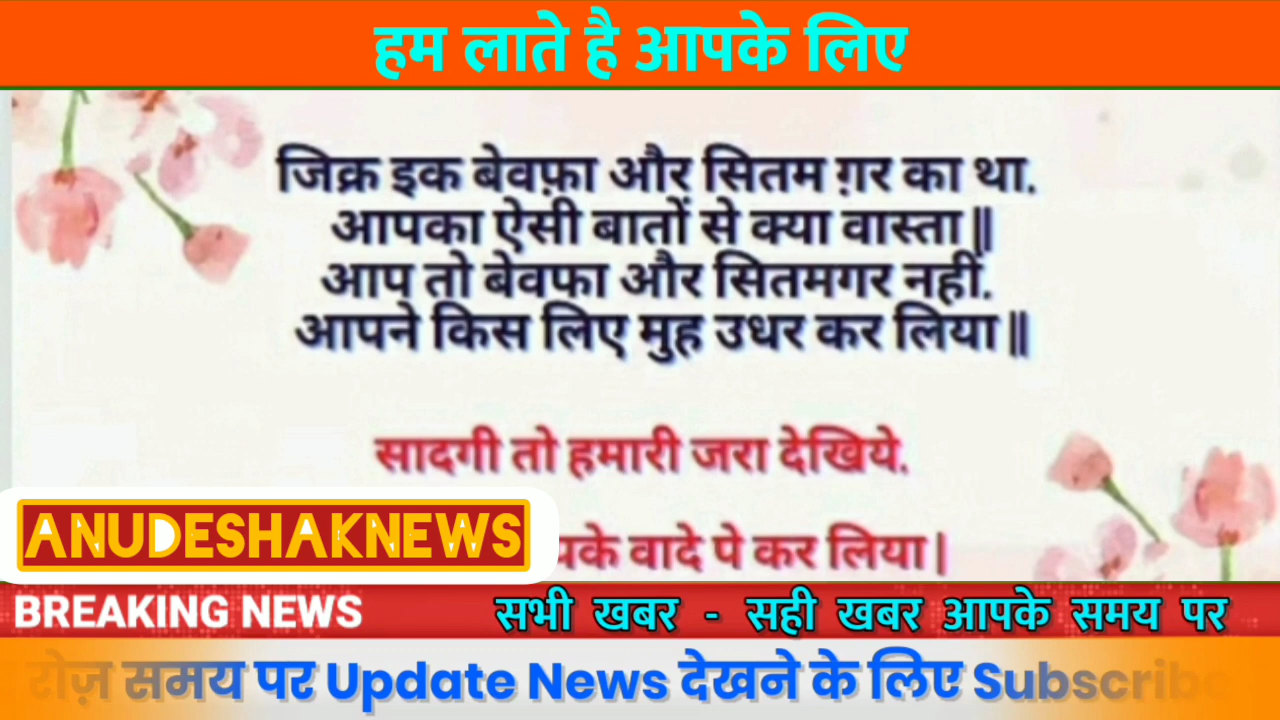 हम लाते है आपके लिए
जिक्र इक बेवफ़ा और सितम ग़र का था.
आपका ऐसी बातों से क्या वास्ता ||
आप तो बेवफा और सितमगर नहीं.
आपने किस लिए मुह उधर कर लिया ||
सादगी तो हमारी जरा देखिये.
ANUDESHAKNEWS
वादे पे कर लिया |
BREAKING NEWS
सभी खबर - सही खबर आपके समय पर
रोज़ समय पर Update News देखने के लिए Subscribe